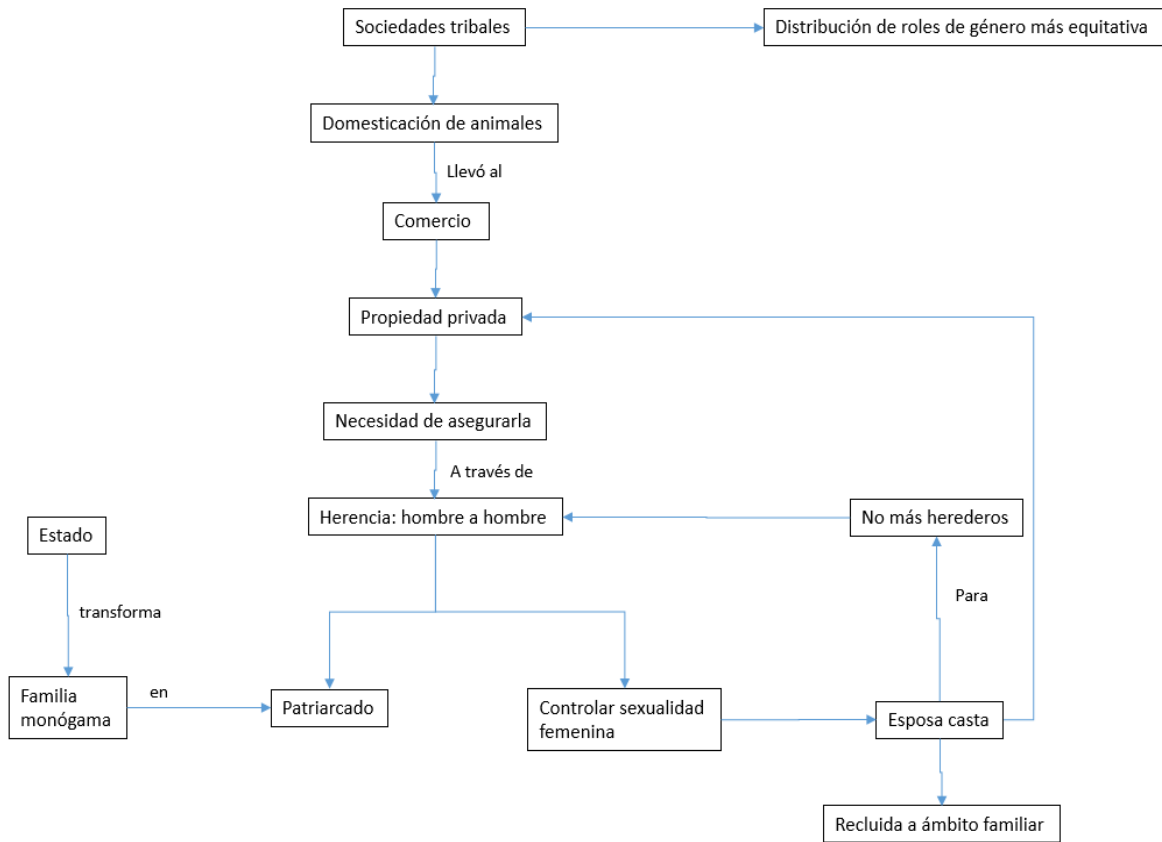 Sociedades tribales
Distribución de roles de género más equitativa
Domesticación de animales
Llevó al
Comercio
Propiedad privada
Necesidad de asegurarla
A través de
Herencia: hombre a hombre
No más herederos
Estado
transforma
Para
Familia
monógama
en
Patriarcado
Controlar sexualidad
femenina
Esposa casta
Recluida a ámbito familiar